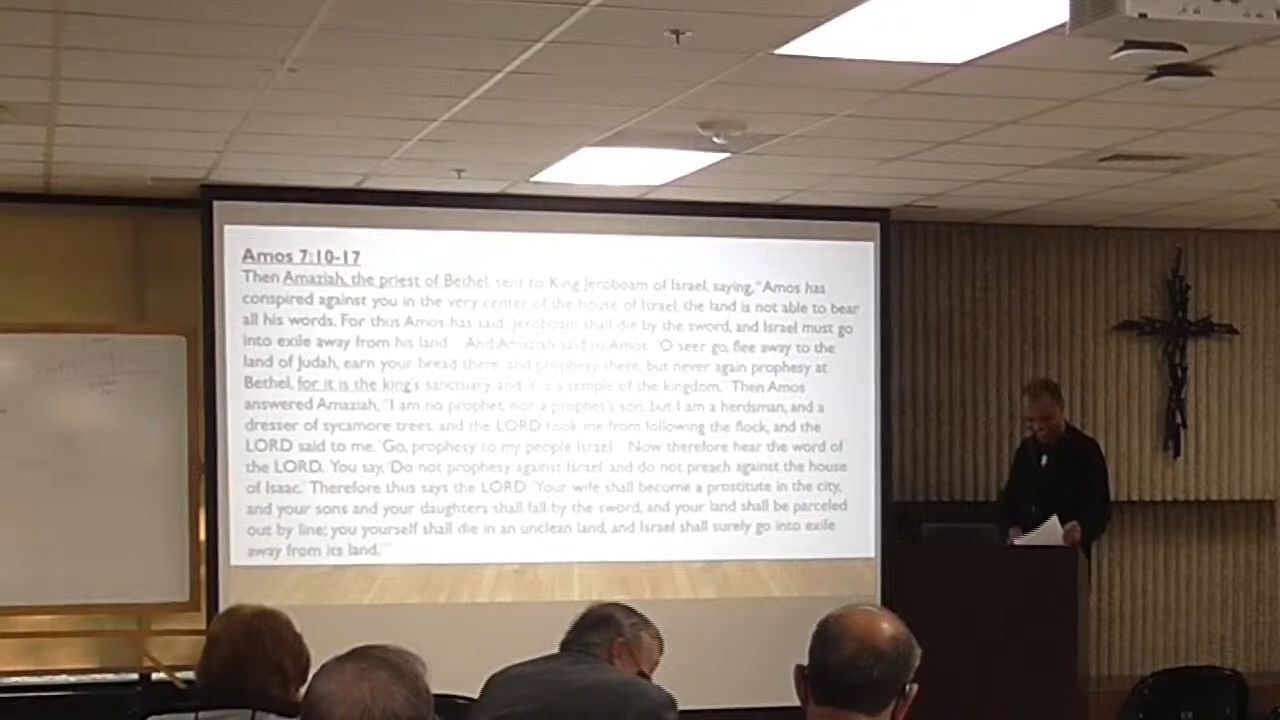 Amos 7:10-17
Then Amaziah, the priest of Bethel, sent to King Jeroboam of Israel, saying, "Amos has
conspired against you in the very center of the house of Israel; the land is not able to bear
all his words. For thus Amos has said, Jeroboam shall die by the sword, and Israel must go
into exile away from his land. And Amaziah said to Amos, "O seer, go, flee away to the
land of Judah, earn your bread there, and prophesy there; but never again prophesy at
Bethel, for it is the king's sanctuary, and it is a temple of the kingdom." Then Amos
answered Amaziah, "I am no prophet, nor a prophet's son; but I am a herdsman, and a
dresser of sycamore trees, and the LORD took me from following the flock, and the
LORD said to me, 'Go, prophesy to my people Israel. Now therefore hear the word of
the LORD. You say, 'Do not prophesy against Israel, and do not preach against the house
of Isaac.' Therefore thus says the LORD: 'Your wife shall become a prostitute in the city,
and your sons and your daughters shall fall by the sword, and your land shall be parceled
out by line; you yourself shall die in an unclean land, and Israel shall surely go into exile
away from its land.'"